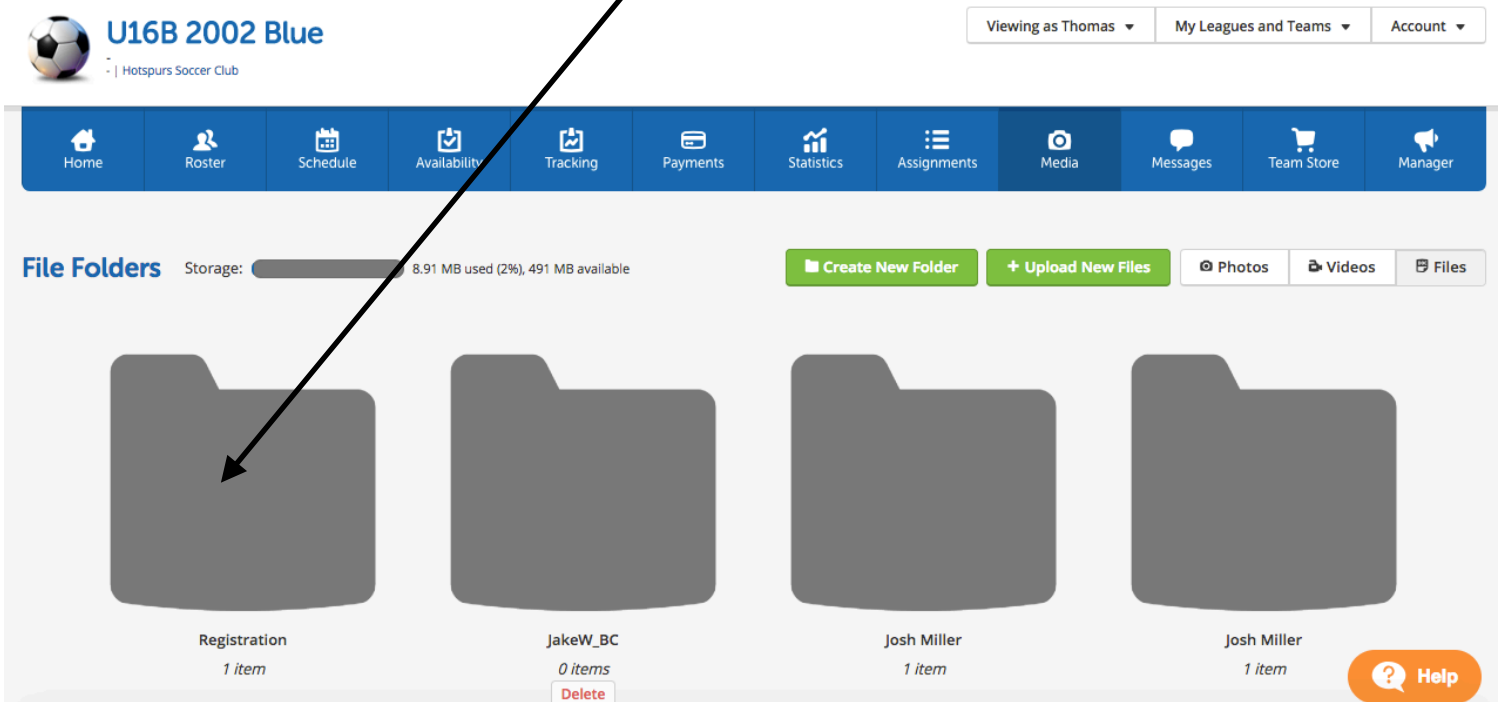 U16B 2002 Blue
-
- | Hotspurs Soccer Club
Viewing as Thomas My Leagues and Teams Account
Home Roster Schedule Availability Tracking Payments Statistics Assignments Media Messages Team Store Manager
File Folders Storage: 8.91 MB used (2%), 491 MB available Create New Folder + Upload New Files Photos Videos Files
Registration JakeW_BC Josh Miller Josh Miller
1 item 0 items 1 item 1 item
Delete
? Help